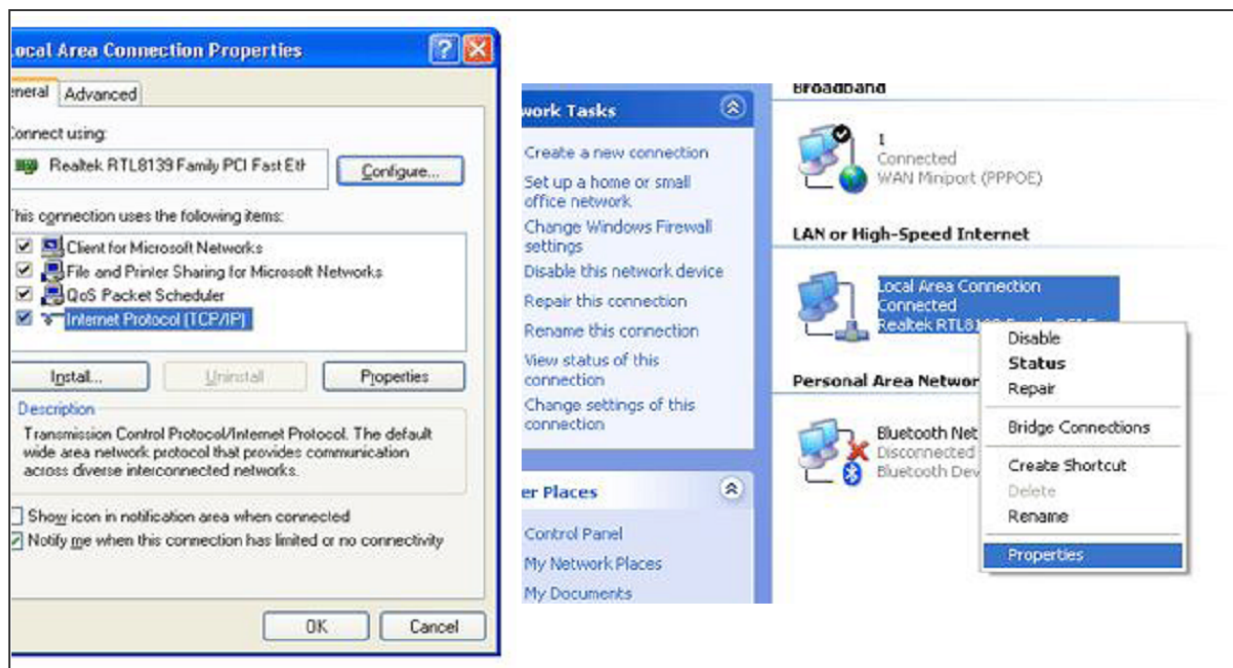 ocal Area Connection Properties
neral Advanced
Connect using:
Realtek RTL8139 Family PCI Fast Eth
Configure...
This connection uses the following items:
Client for Microsoft Networks
File and Printer Sharing for Microsoft Networks
QoS Packet Scheduler
Internet Protocol (TCP/IP)
Install... Uninstall Properties
Description
Transmission Control Protocol/Internet Protocol. The default
wide area network protocol that provides communication
across diverse interconnected networks.
Show icon in notification area when connected
Notify me when this connection has limited or no connectivity
OK Cancel
work Tasks
Create a new connection
Set up a home or small
office network
Change Windows Firewall
settings
Disable this network device
Repair this connection
Rename this connection
View status of this
connection
Change settings of this
connection
er Places
Control Panel
My Network Places
My Documents
Broadband
1
Connected
WAN Miniport (PPPOE)
LAN or High-Speed Internet
Local Area Connection
Connected
Realtek
Personal Area Networ
Bluetooth Net
Disconnected
Bluetooth Dev
Disable
Status
Repair
Bridge Connections
Create Shortcut
Delete
Rename
Properties